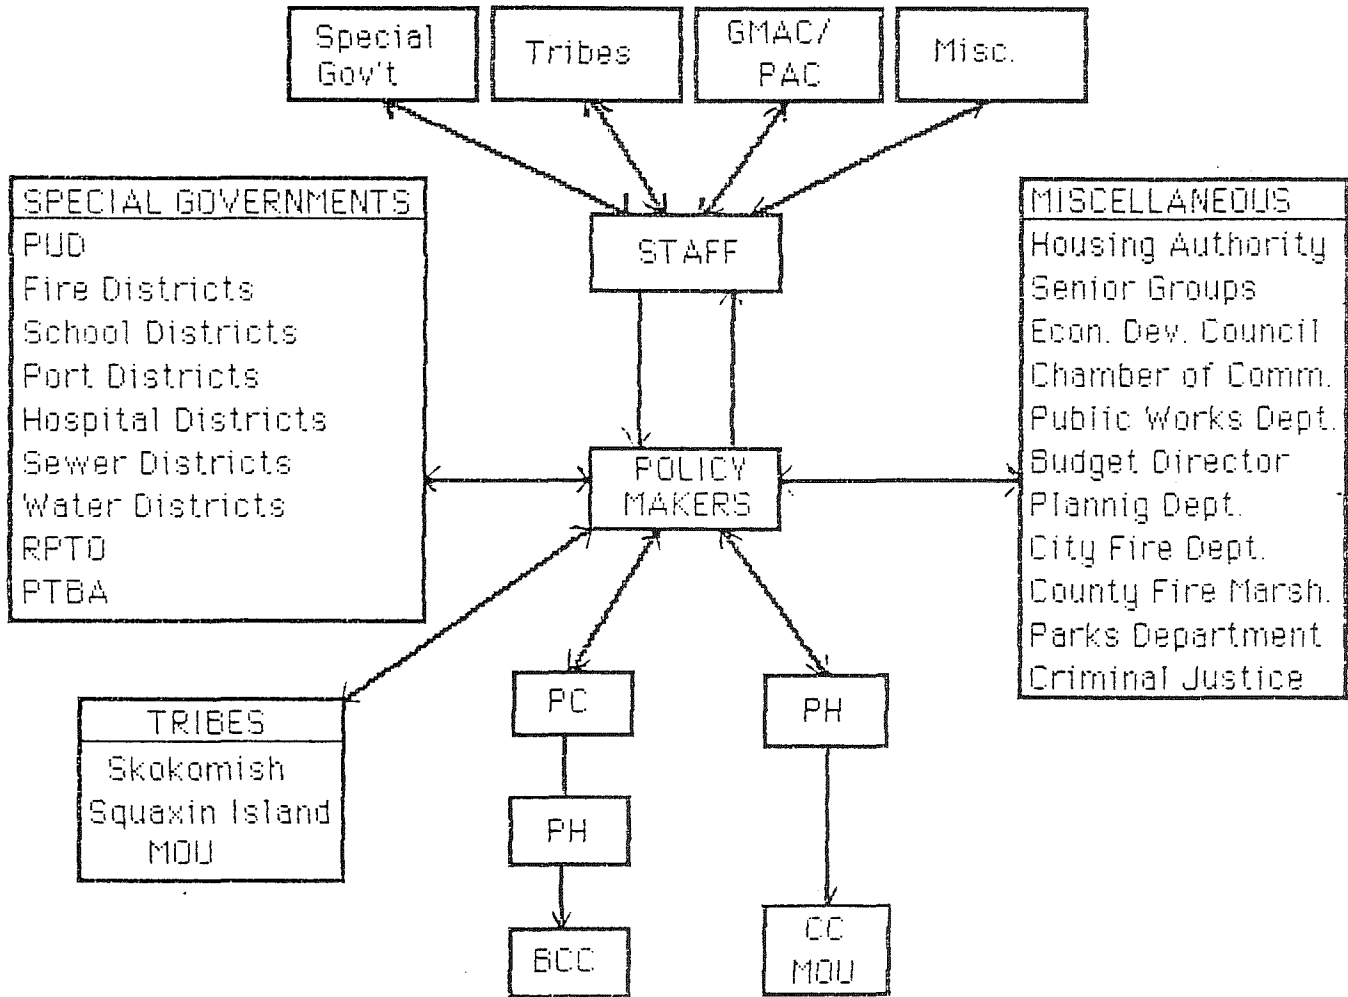 Special
Gov't
Tribes
GMAC/
PAC
Misc.
STAFF
SPECIAL GOVERNMENTS
PUD
Fire Districts
School Districts
Port Districts
Hospital Districts
Sewer Districts
Water Districts
RPTO
PTBA
MISCELLANEOUS
Housing Authority
Senior Groups
Econ. Dev. Council
Chamber of Comm.
Public Works Dept.
Budget Director
Plannig Dept.
City Fire Dept.
County Fire Marsh.
Parks Department
Criminal Justice
POLICY
MAKERS
TRIBES
Skokomish
Squaxin Island
MOU
PC
PH
BCC
PH
CC
MOU